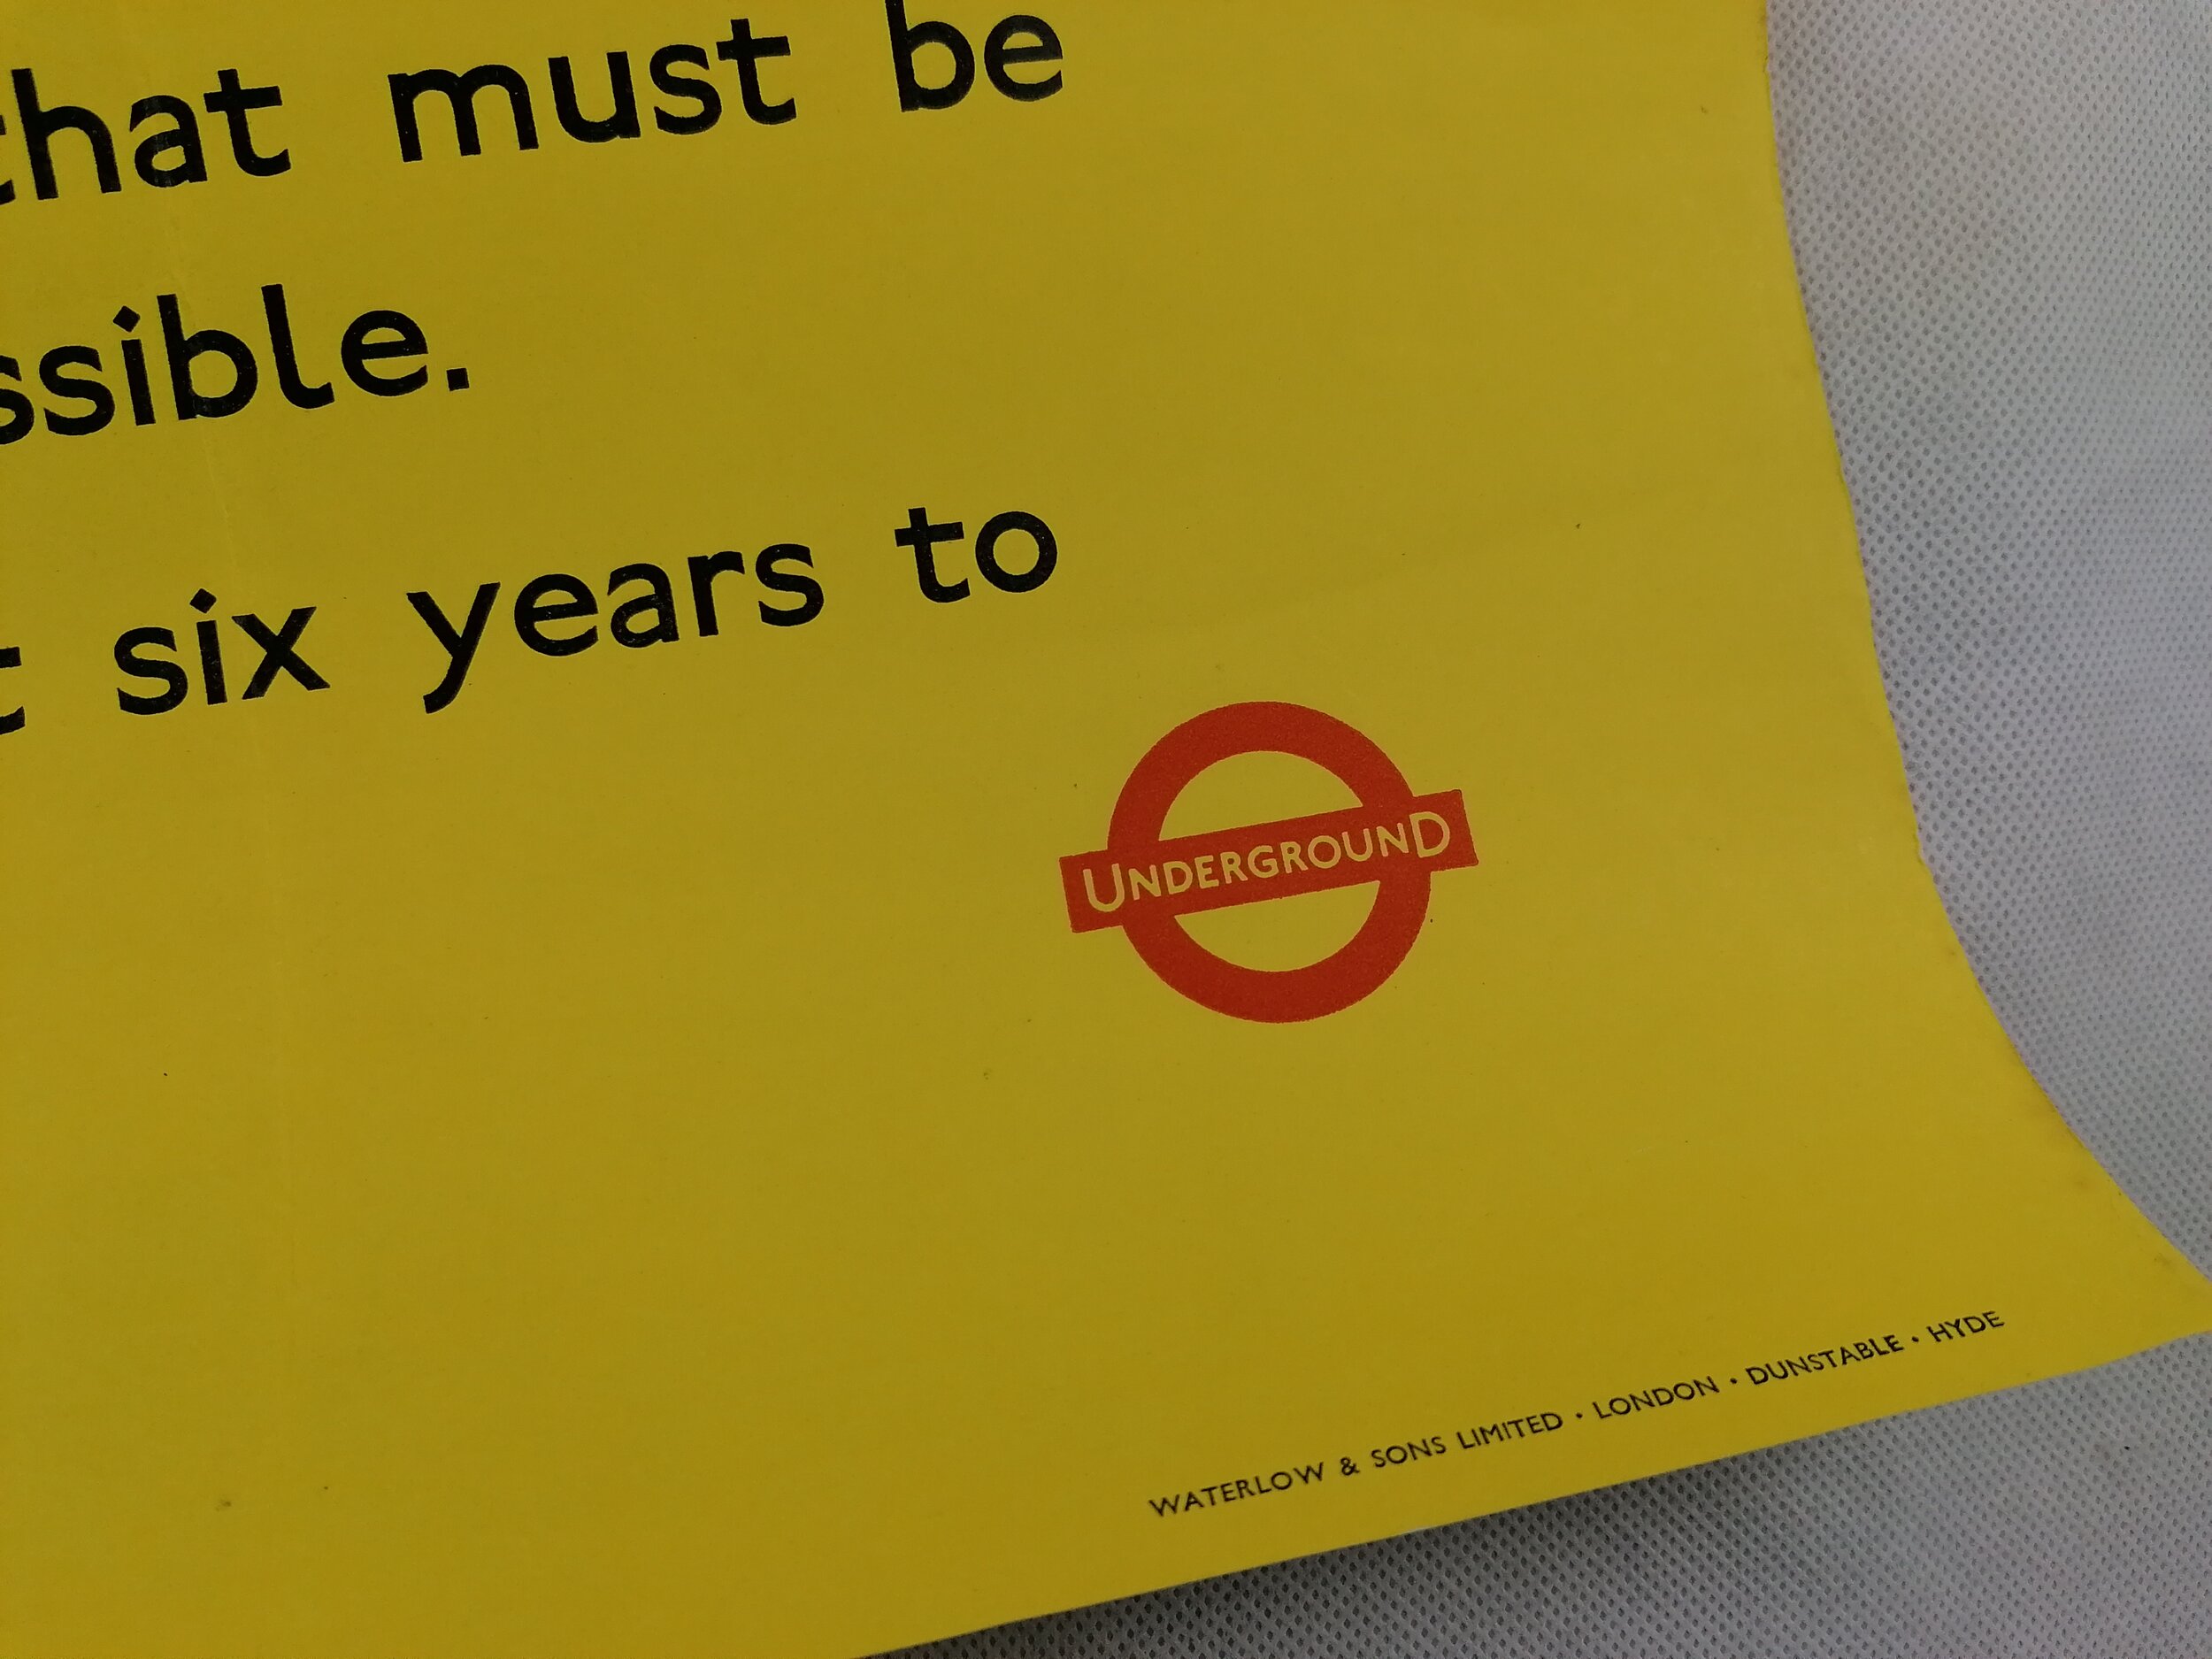 that must be
ssible.
t six years to
UNDERGROUND
WATERLOW & SONS LIMITED • LONDON • DUNSTABLE • HYDE